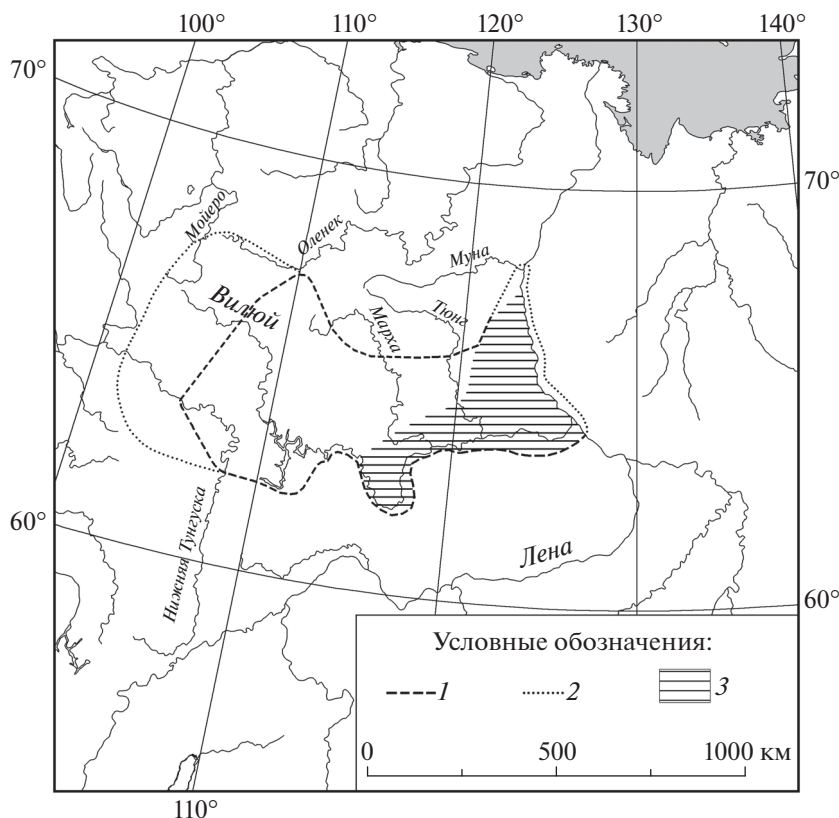 100° 110° 120° 130° 140°
70°
70°
Мойеро
Оленек
Муна
Вилюй
Тюнг
Марха
60°
Нижняя Тунгуска
Лена
60°
Условные обозначения:
1 2 3
0 500 1000 км
110°